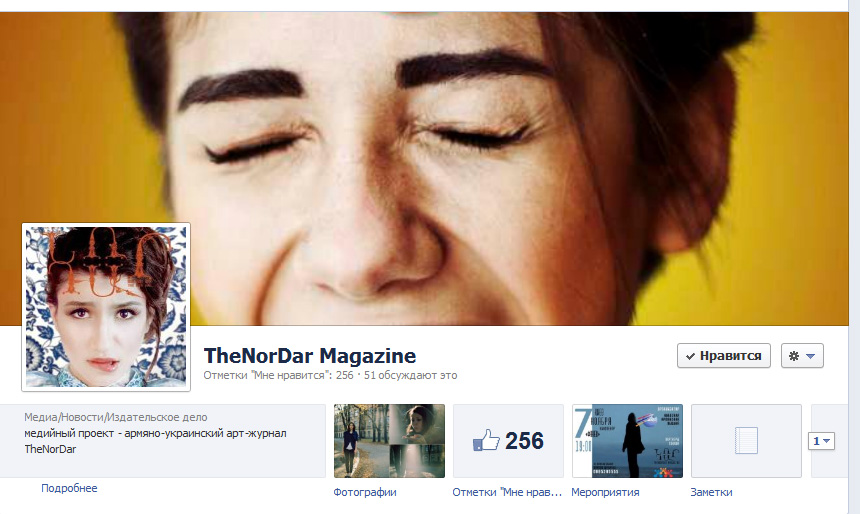 TheNorDar Magazine
Отметки "Мне нравится": 256 · 51 обсуждают это
Нравится
Медиа/Новости/Издательское дело
медийный проект - армяно-украинский арт-журнал
TheNorDar
Подробнее
256
7
1
Фотографии
Отметки "Мне нрав...
Мероприятия
Заметки